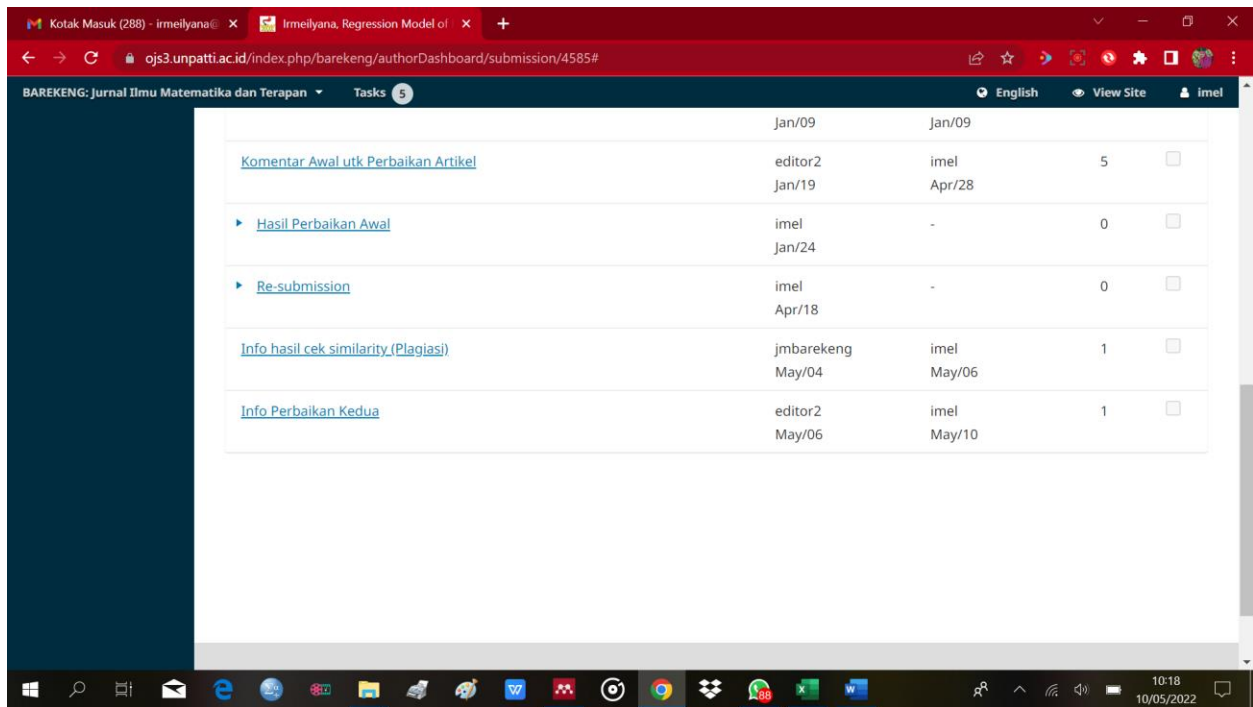 Kotak Masuk (288) - irmeilyana@
Irmeilyana, Regression Model of
ojs3.unpatti.ac.id/index.php/barekeng/authorDashboard/submission/4585#
BAREKENG: Jurnal Ilmu Matematika dan Terapan Tasks 5 English View Site imel
Jan/09 Jan/09
Komentar Awal utk Perbaikan Artikel editor2 imel 5
Jan/19 Apr/28
Hasil Perbaikan Awal imel - 0
Jan/24
Re-submission imel - 0
Apr/18
Info hasil cek similarity (Plagiasi) jmbarekeng imel 1
May/04 May/06
Info Perbaikan Kedua editor2 imel 1
May/06 May/10
88
10:18
10/05/2022